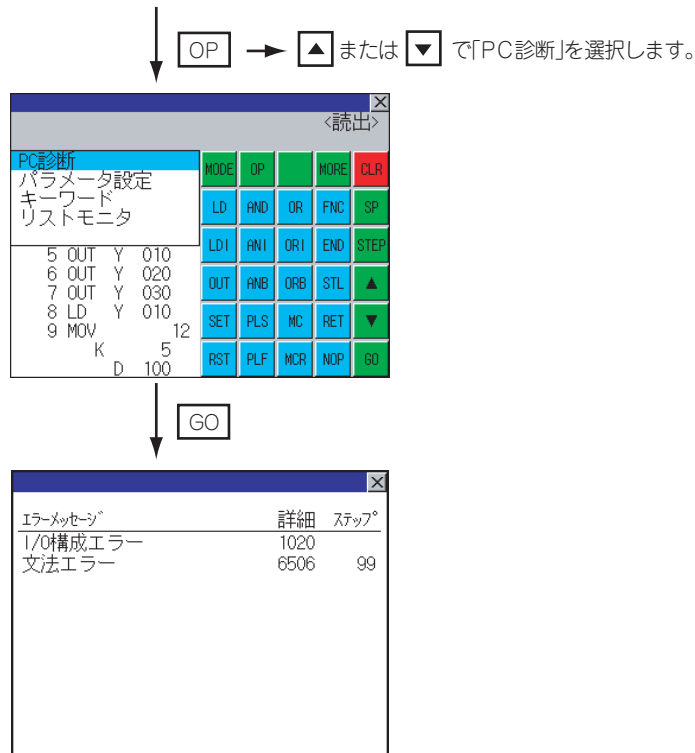 OP → ▲ または ▼ で「PC診断」を選択します。
×
<読出>
PC診断
パラメータ設定
キーワード
リストモニタ
5 OUT Y 010
6 OUT Y 020
7 OUT Y 030
8 LD Y 010
9 MOV 12
K 5
D 100
MODE OP MORE CLR
LD AND OR FNC SP
LDI ANI ORI END STEP
OUT ANB ORB STL ▲
SET PLS MC RET ▼
RST PLF MCR NOP GO
GO
×
エラーメッセージ 詳細 ステップ
I/O構成エラー 1020
文法エラー 6506 99